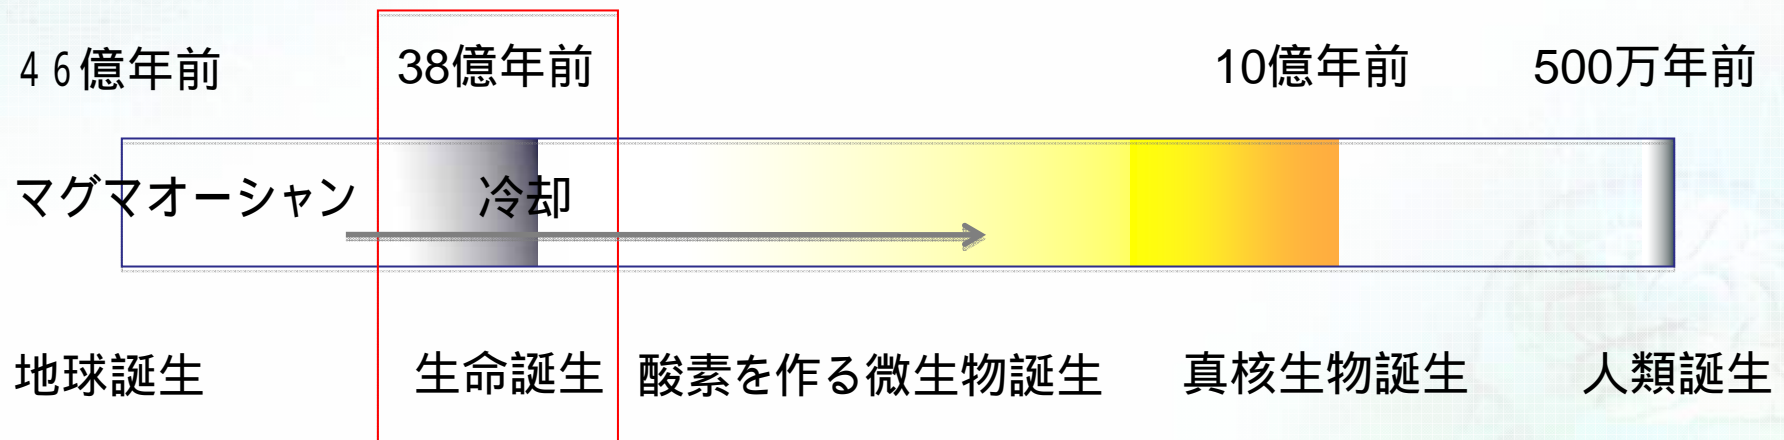 ４６億年前 38億年前 10億年前 500万年前
マグマオーシャン 冷却
地球誕生 生命誕生 酸素を作る微生物誕生 真核生物誕生 人類誕生